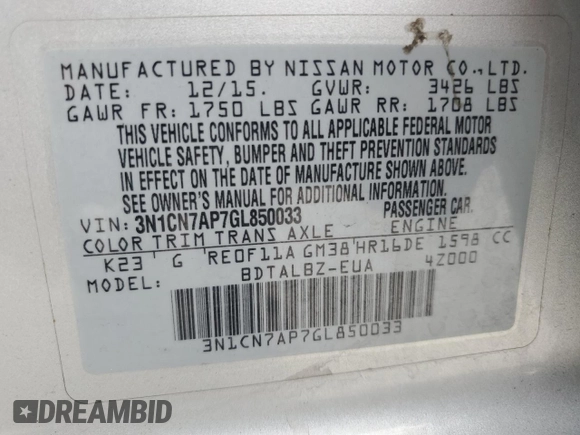 MANUFACTURED BY NISSAN MOTOR CO., LTD.
DATE: 12/15. GVWR: 3426 LBS
GAWR FR: 1750 LBS GAWR RR: 1708 LBS
THIS VEHICLE CONFORMS TO ALL APPLICABLE FEDERAL MOTOR
VEHICLE SAFETY, BUMPER AND THEFT PREVENTION STANDARDS
IN EFFECT ON THE DATE OF MANUFACTURE SHOWN ABOVE.
SEE OWNER'S MANUAL FOR ADDITIONAL INFORMATION.
VIN: 3N1CN7AP7GL850033 PASSENGER CAR.
COLOR TRIM TRANS AXLE ENGINE
K23 G RE0F11A GM38 HR16DE 1598 CC
MODEL: BDTALBZ-EUA 4Z000
3N1CN7AP7GL850033
DREAMBID